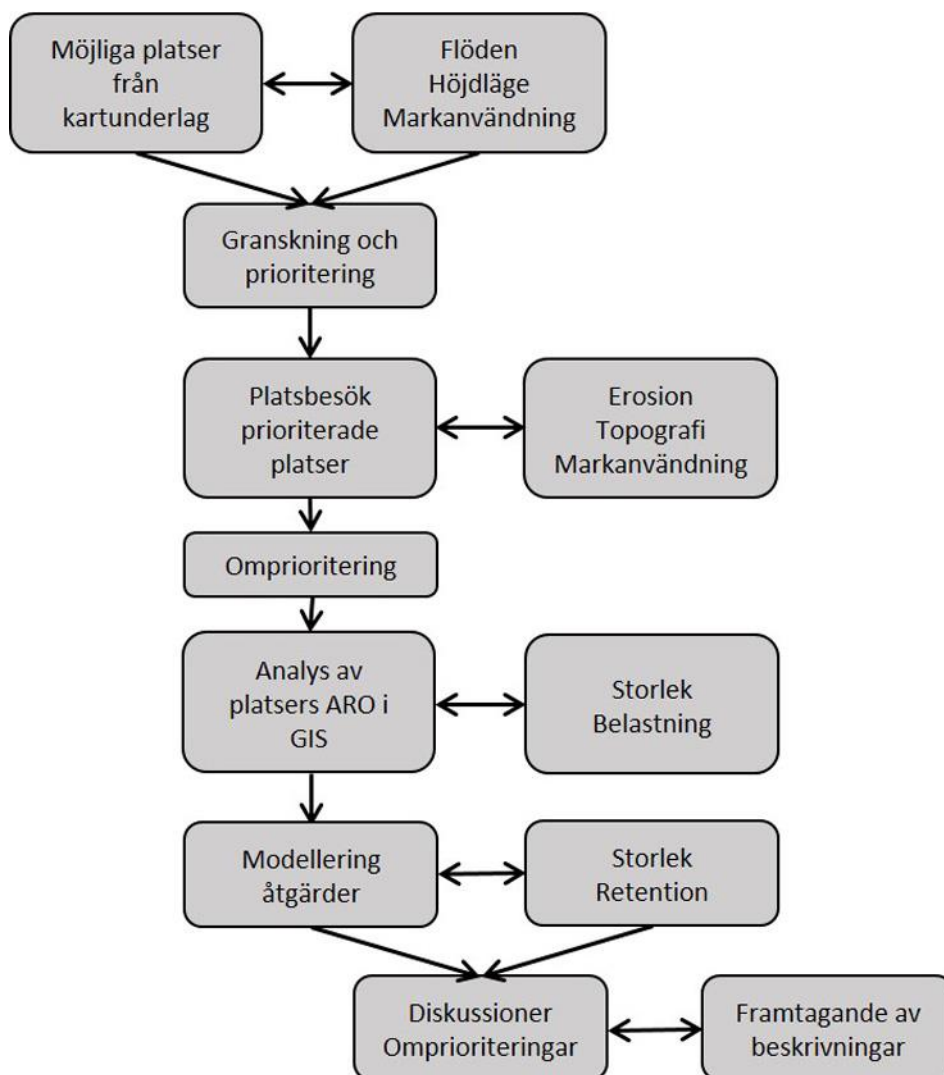 Möjliga platser
från
kartunderlag
Flöden
Höjdläge
Markanvändning
Granskning och
prioritering
Platsbesök
prioriterade
platser
Erosion
Topografi
Markanvändning
Omprioritering
Analys av
platsers ARO i
GIS
Storlek
Belastning
Modellering
åtgärder
Storlek
Retention
Diskussioner
Omprioriteringar
Framtagande av
beskrivningar